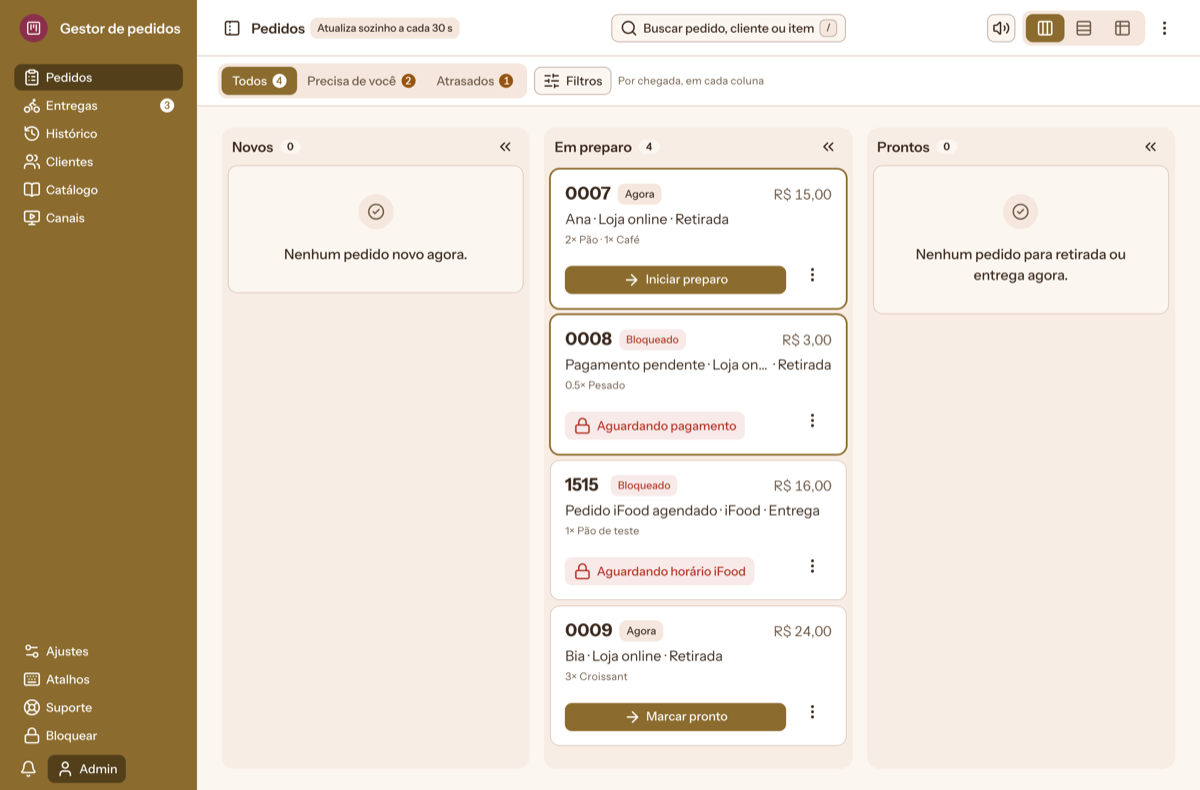 Gestor de pedidos
Pedidos
Entregas 3
Histórico
Clientes
Catálogo
Canais
Ajustes
Atalhos
Suporte
Bloquear
Admin
Pedidos Atualiza sozinho a cada 30 s
Buscar pedido, cliente ou item /
Todos 4 Precisa de você 2 Atrasados 1 Filtros Por chegada, em cada coluna
Novos 0
Nenhum pedido novo agora.
Em preparo 4
0007 Agora R$ 15,00
Ana · Loja online · Retirada
2× Pão · 1× Café
Iniciar preparo
0008 Bloqueado R$ 3,00
Pagamento pendente · Loja on... · Retirada
0.5× Pesado
Aguardando pagamento
1515 Bloqueado R$ 16,00
Pedido iFood agendado · iFood · Entrega
1× Pão de teste
Aguardando horário iFood
0009 Agora R$ 24,00
Bia · Loja online · Retirada
3× Croissant
Marcar pronto
Prontos 0
Nenhum pedido para retirada ou
entrega agora.